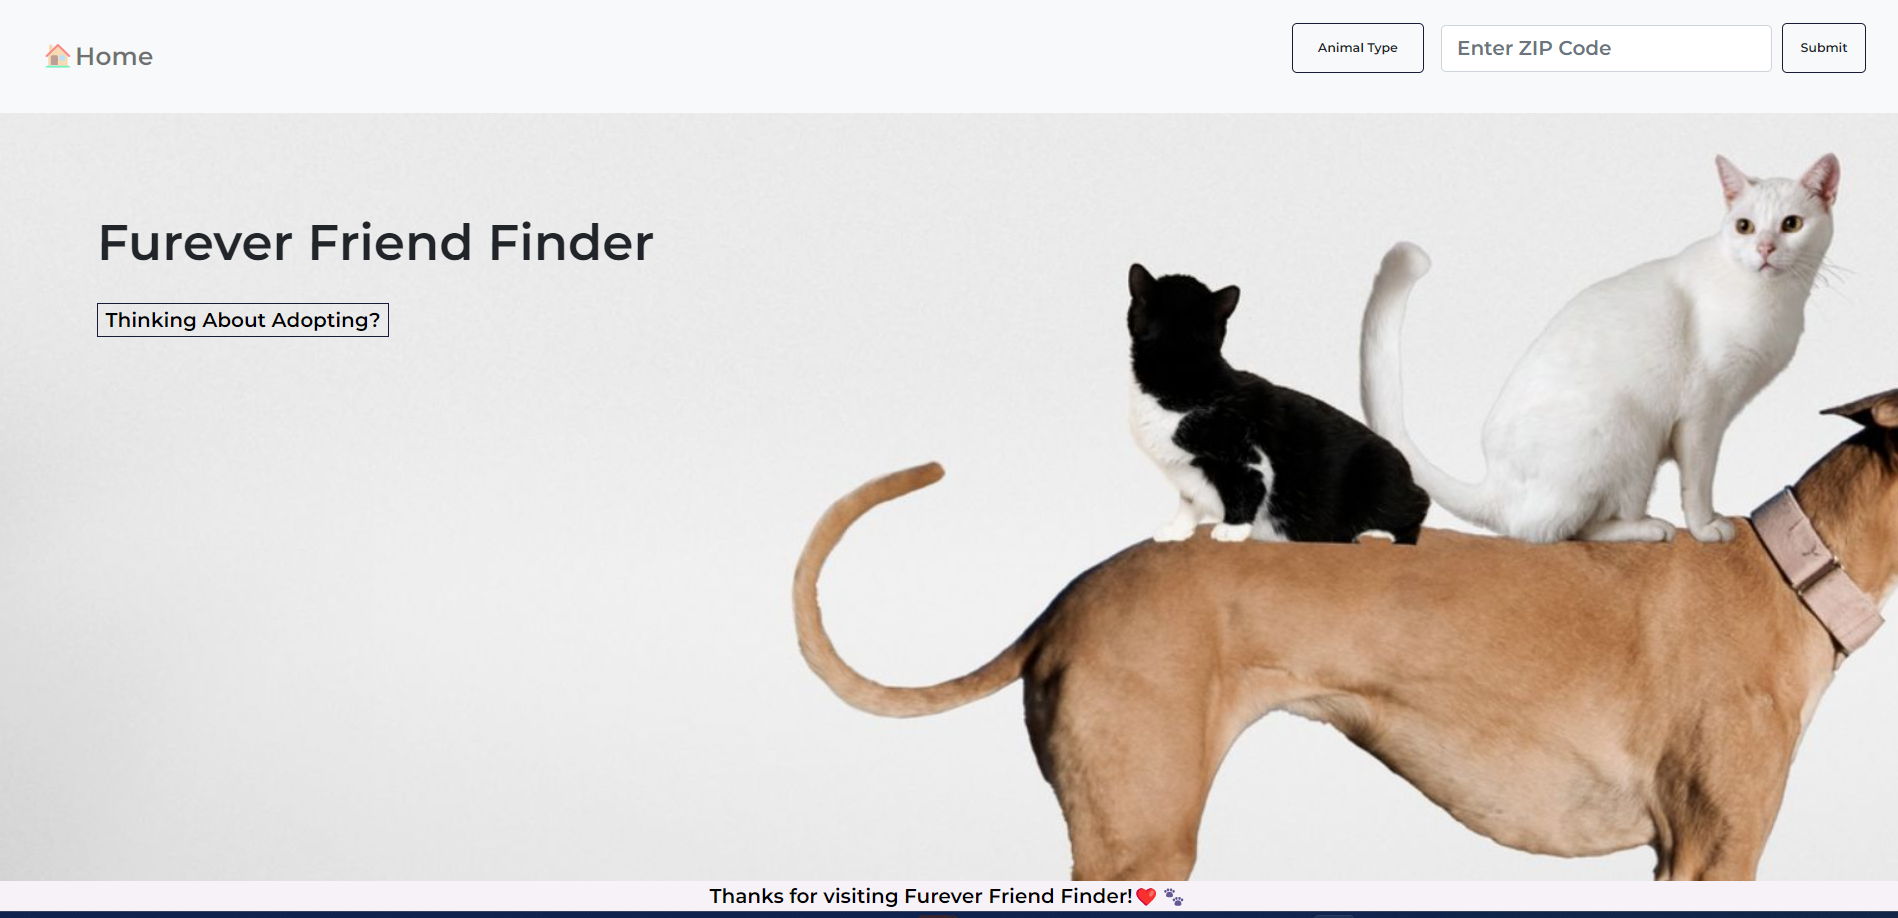 Home
Animal Type
Enter ZIP Code
Submit
Furever Friend Finder
Thinking About Adopting?
Thanks for visiting Furever Friend Finder!